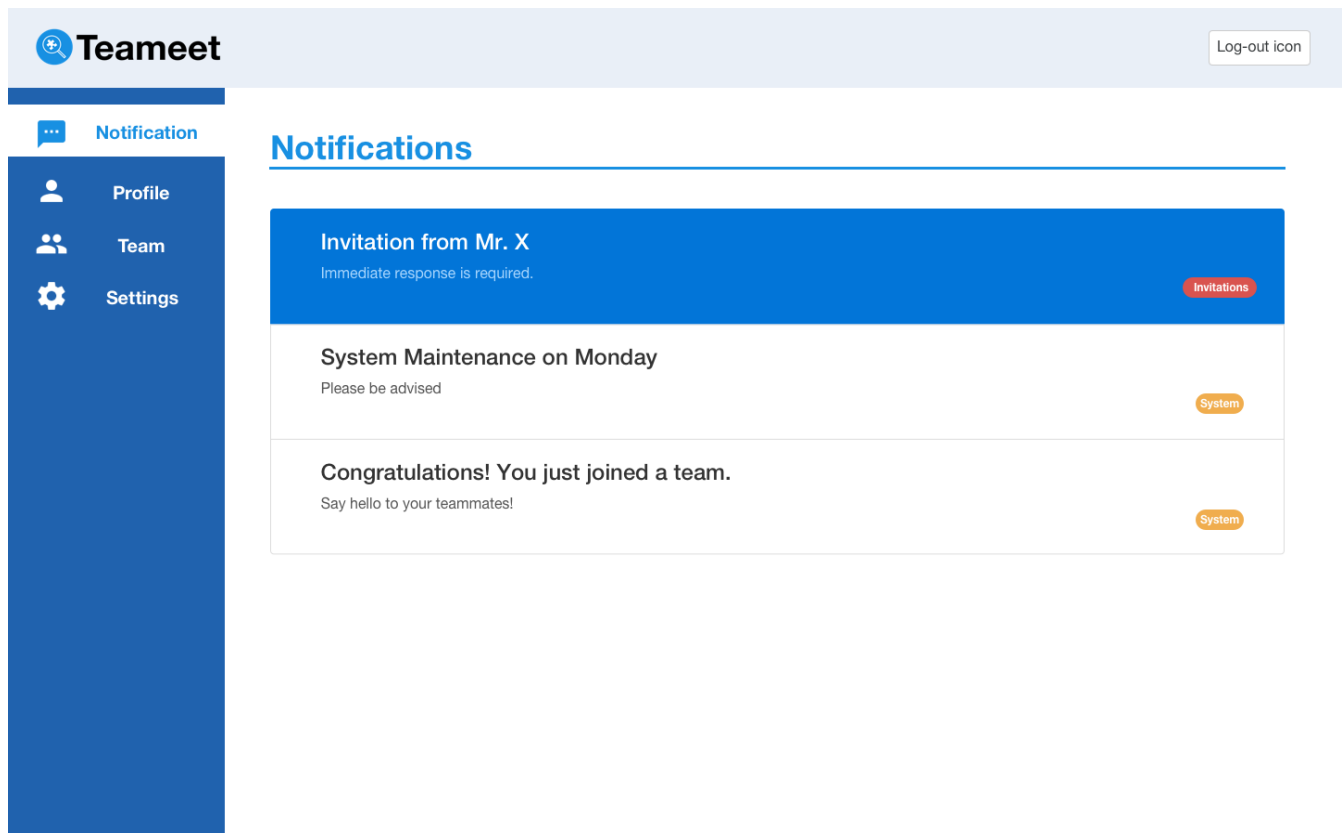 Teameet
Log-out icon
Notification
Profile
Team
Settings
Notifications
Invitation from Mr. X
Immediate response is required.
Invitations
System Maintenance on Monday
Please be advised
System
Congratulations! You just joined a team.
Say hello to your teammates!
System